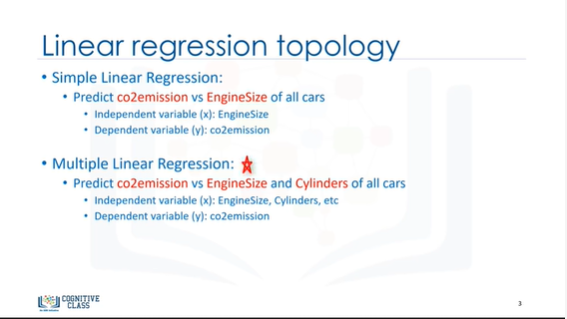 Linear regression topology
• Simple Linear Regression:
• Predict co2emission vs EngineSize of all cars
• Independent variable (x): EngineSize
• Dependent variable (y): co2emission
• Multiple Linear Regression:
• Predict co2emission vs EngineSize and Cylinders of all cars
• Independent variable (x): EngineSize, Cylinders, etc
• Dependent variable (y): co2emission
COGNITIVE
CLASS
3